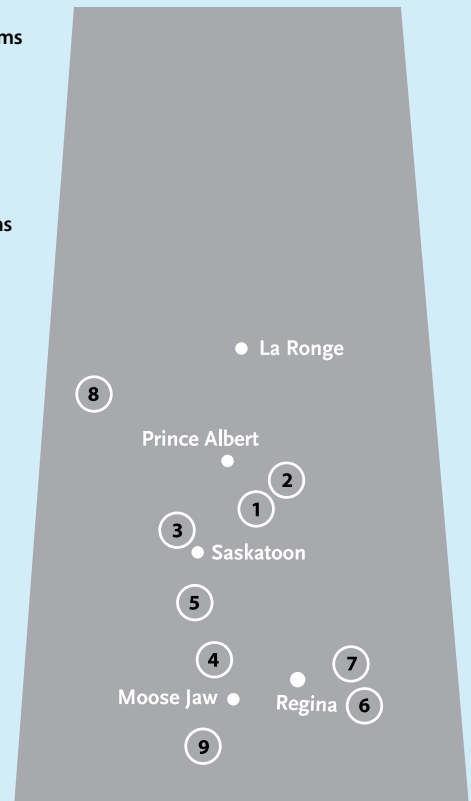 ms
ns
La Ronge
8
Prince Albert
2
1
3
Saskatoon
5
4
7
Moose Jaw
Regina
6
9